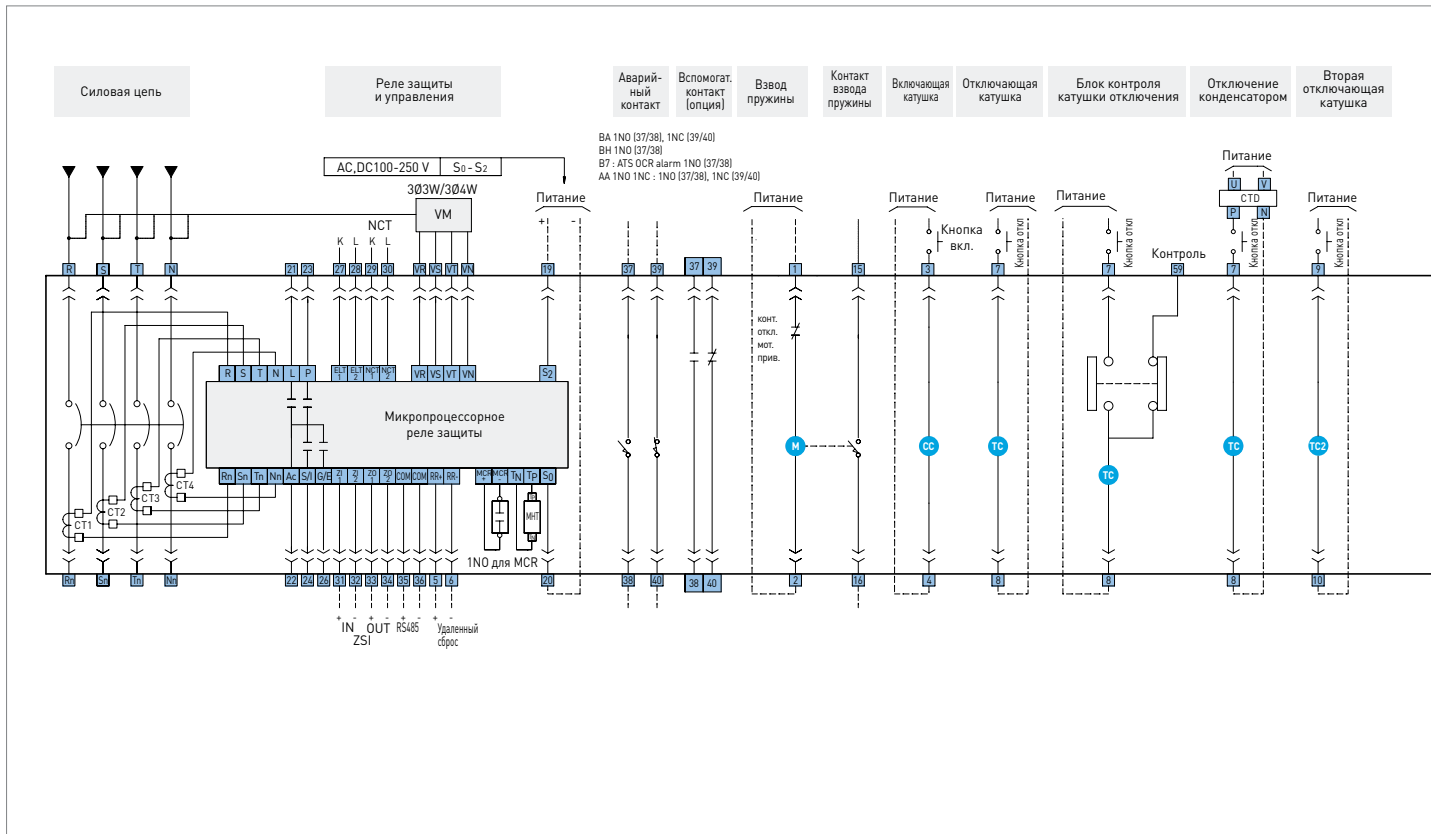 Силовая цепь
Реле защиты
и управления
Аварий-
ный
контакт
Вспомогат.
контакт
(опция)
Взвод
пружины
Контакт
взвода
пружины
Включающая
катушка
Отключающая
катушка
Блок контроля
катушки отключения
Отключение
конденсатором
Вторая
отключающая
катушка
BA 1NO (37/38), 1NC (39/40)
BH 1NO (37/38)
B7 : ATS OCR alarm 1NO (37/38)
AA 1NO 1NC : 1NO (37/38), 1NC (39/40)
AC,DC100-250 V S0 - S2
3Ø3W/3Ø4W
VM
NCT
K L K L
Питание
+ -
Питание
Питание
Кнопка
вкл.
Питание
Кнопка откл
Питание
Кнопка откл
Контроль
Питание
U V
CTD
P N
Кнопка откл
Питание
Кнопка откл
R S T N 21 23 27 28 29 30 VR VS VT VN 19 37 39 37 39 1 15 3 7 7 59 7 9
конт.
откл.
мот.
прив.
R S T N L P ELT 1 ELT 2 NCT 1 NCT 2 VR VS VT VN S2
Микропроцессорное
реле защиты
M CC TC TC TC TC2
Rn Sn Tn Nn Ac S/I G/E ZI 1 ZI 2 ZO 1 ZO 2 COM COM RR+ RR- MCR + MCR - TN TP S0
CT1 CT2 CT3 CT4
MHT
1NO для MCR
Rn Sn Tn Nn 22 24 26 31 32 33 34 35 36 5 6 20 38 40 38 40 2 16 4 8 8 8 10
+ - + - + - + -
IN OUT RS485 Удаленный
ZSI сброс